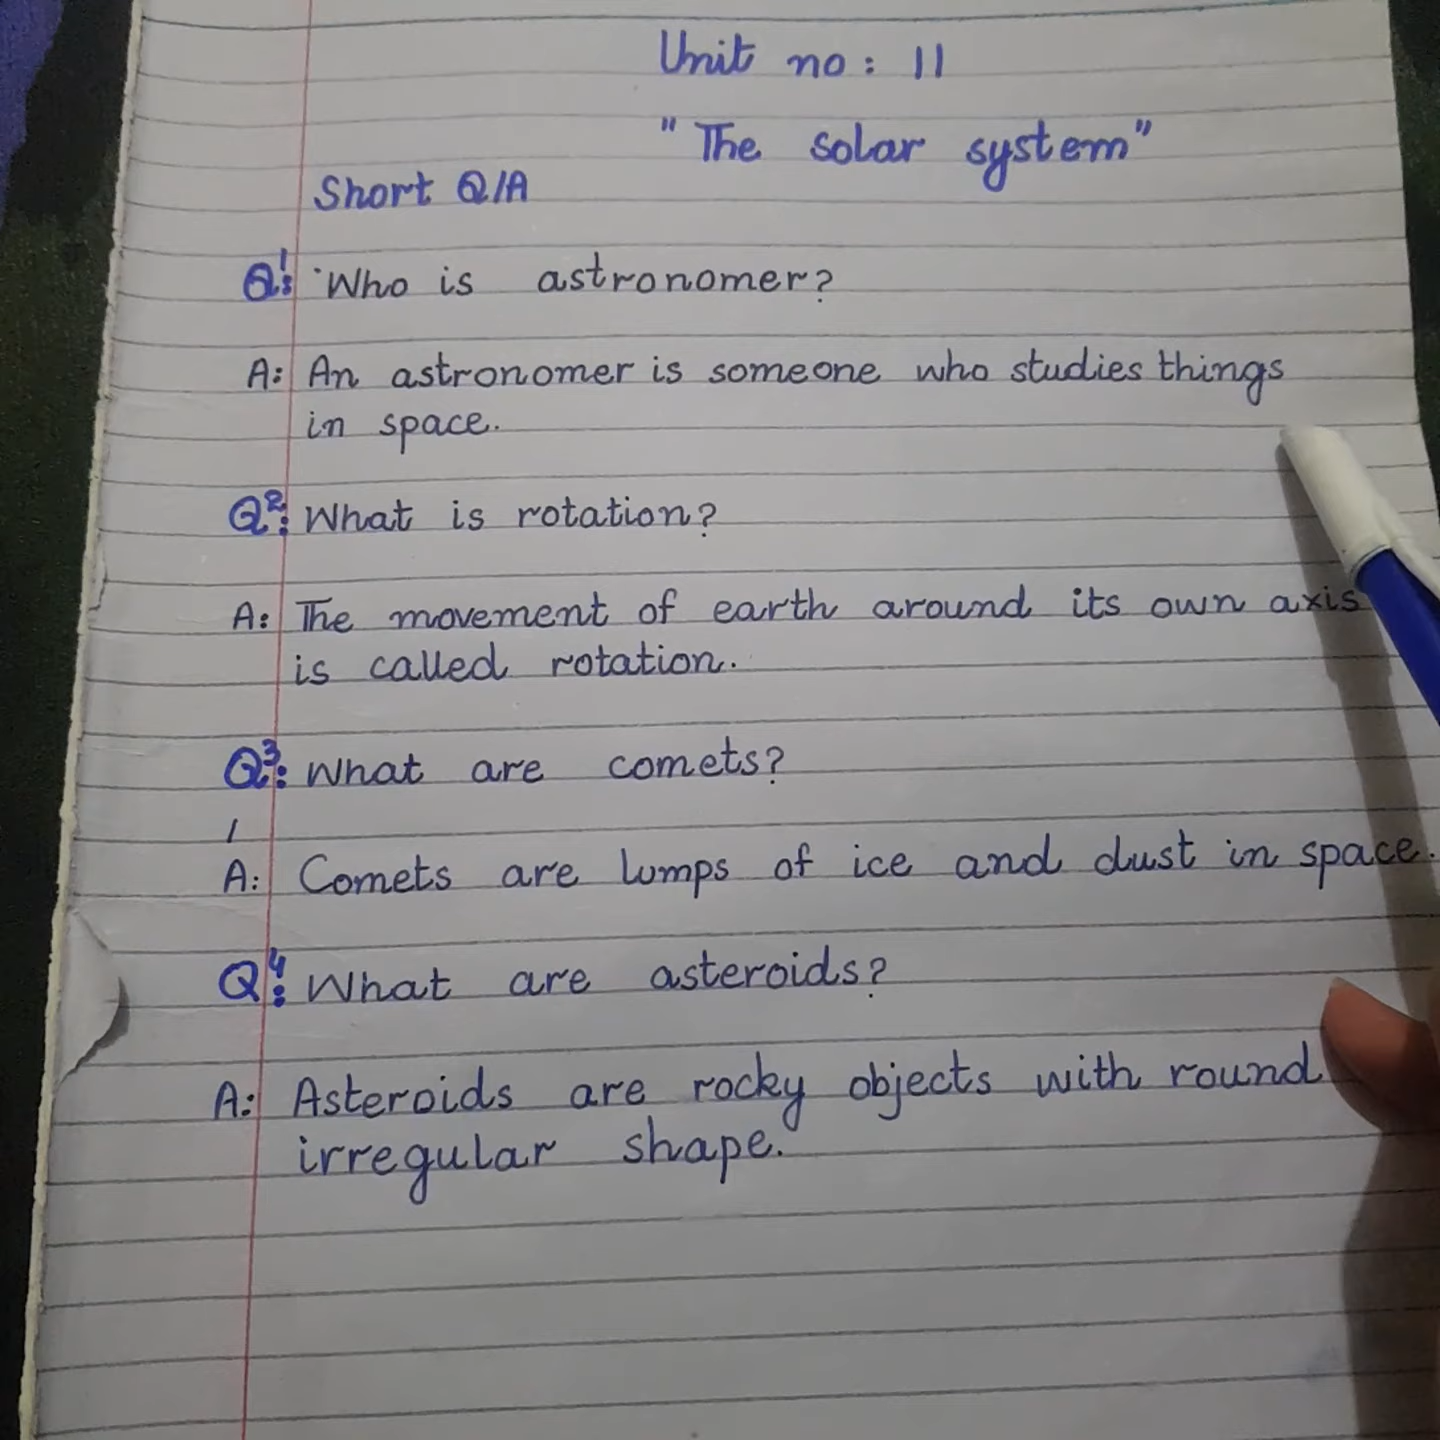 Unit no: 11
"The solar system"
Short Q/A
Q1: Who is astronomer?
A: An astronomer is someone who studies things
in space.
Q2: What is rotation?
A: The movement of earth around its own axis
is called rotation.
Q3: What are comets?
A: Comets are lumps of ice and dust in space.
Q4: What are asteroids?
A: Asteroids are rocky objects with round
irregular shape.